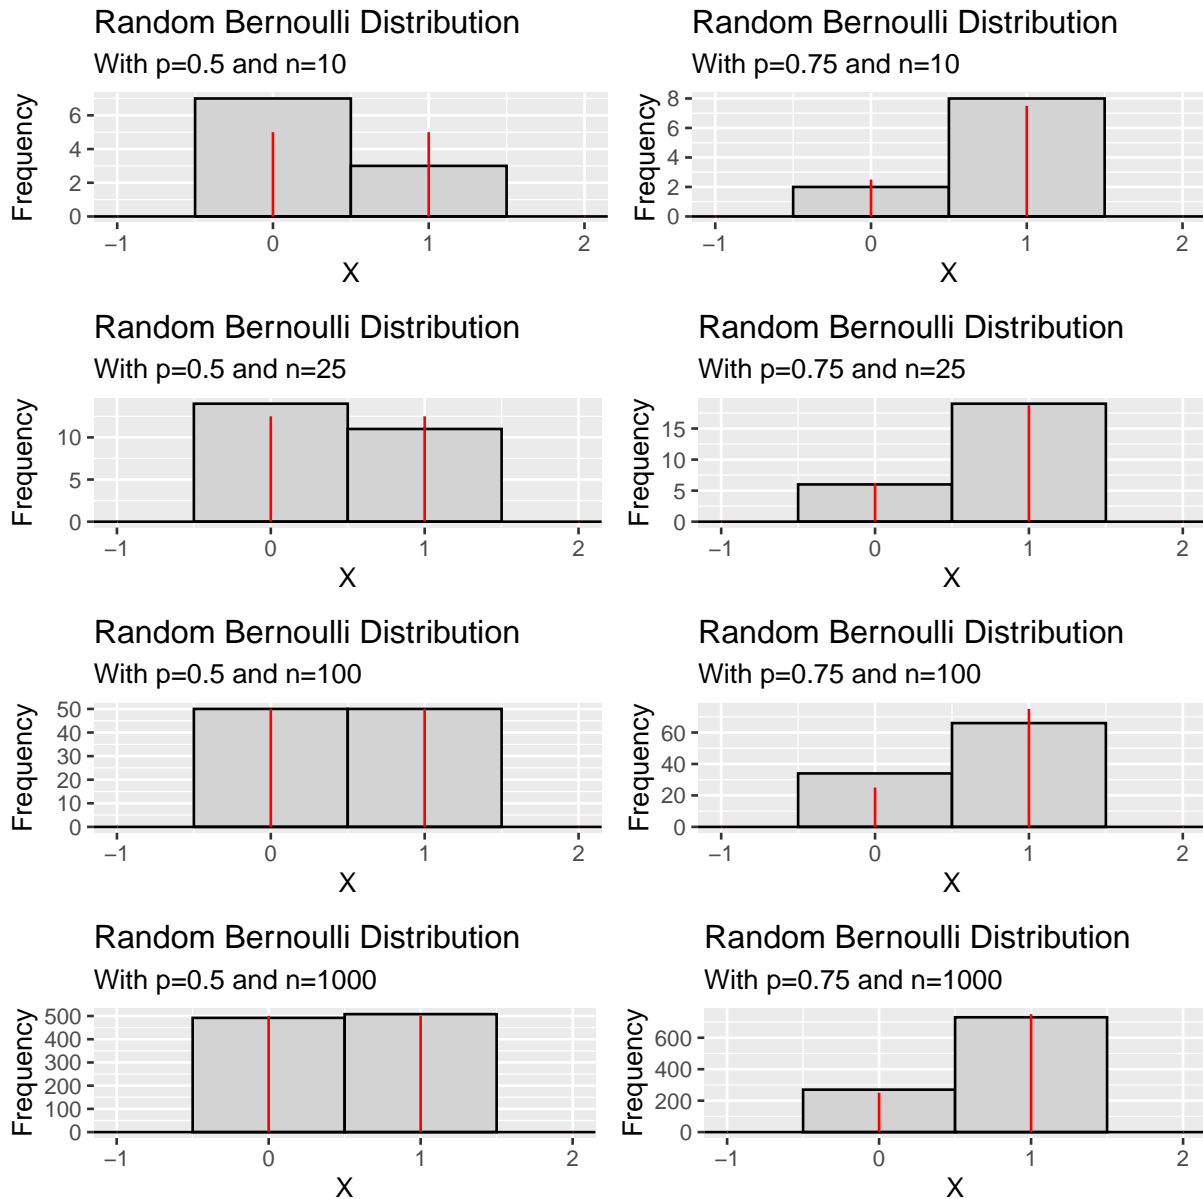 Random Bernoulli Distribution
With p=0.5 and n=10
Frequency
6
4
2
0
−1 0 1 2
X
Random Bernoulli Distribution
With p=0.75 and n=10
Frequency
8
6
4
2
0
−1 0 1 2
X
Random Bernoulli Distribution
With p=0.5 and n=25
Frequency
10
5
0
−1 0 1 2
X
Random Bernoulli Distribution
With p=0.75 and n=25
Frequency
15
10
5
0
−1 0 1 2
X
Random Bernoulli Distribution
With p=0.5 and n=100
Frequency
50
40
30
20
10
0
−1 0 1 2
X
Random Bernoulli Distribution
With p=0.75 and n=100
Frequency
60
40
20
0
−1 0 1 2
X
Random Bernoulli Distribution
With p=0.5 and n=1000
Frequency
500
400
300
200
100
0
−1 0 1 2
X
Random Bernoulli Distribution
With p=0.75 and n=1000
Frequency
600
400
200
0
−1 0 1 2
X